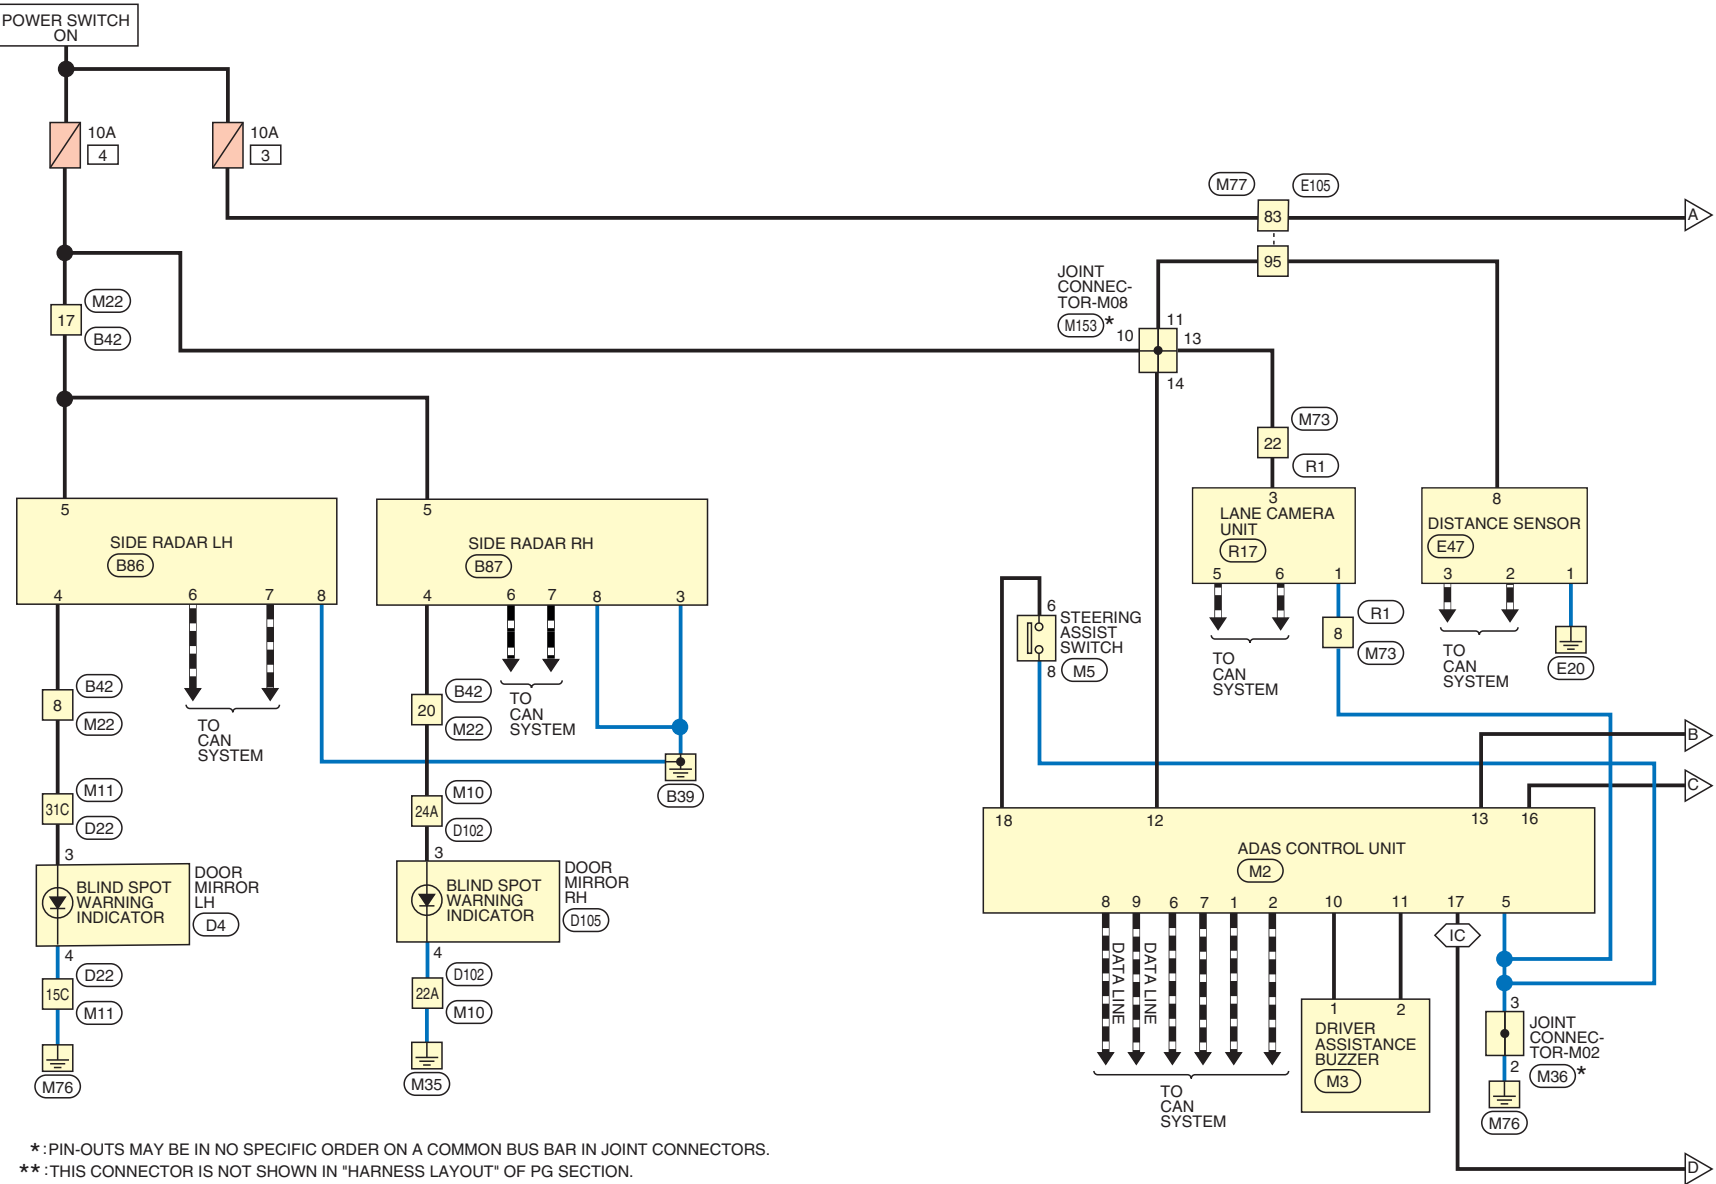 POWER SWITCH
ON
10A
4
10A
3
M77
E105
83
A
95
JOINT
CONNEC-
TOR-M08
M153 *
10
11
13
14
M22
17
B42
M73
22
R1
5
SIDE RADAR LH
B86
4
6
7
8
5
SIDE RADAR RH
B87
4
6
7
8
3
3
LANE CAMERA
UNIT
R17
5
6
1
8
DISTANCE SENSOR
E47
3
2
1
6
STEERING
ASSIST
SWITCH
8
M5
TO
CAN
SYSTEM
R1
8
M73
TO
CAN
SYSTEM
E20
B42
8
M22
TO
CAN
SYSTEM
B42
20
M22
TO
CAN
SYSTEM
B39
B
C
M11
31C
D22
M10
24A
D102
18
12
13
16
ADAS CONTROL UNIT
M2
8
9
6
7
1
2
10
11
17
5
3
BLIND SPOT
WARNING
INDICATOR
DOOR
MIRROR
LH
D4
4
3
BLIND SPOT
WARNING
INDICATOR
DOOR
MIRROR
RH
D105
4
IC
DATA LINE
DATA LINE
D22
15C
M11
M76
D102
22A
M10
M35
TO
CAN
SYSTEM
1
2
DRIVER
ASSISTANCE
BUZZER
M3
3
JOINT
CONNEC-
TOR-M02
2
M36 *
M76
D
* :PIN-OUTS MAY BE IN NO SPECIFIC ORDER ON A COMMON BUS BAR IN JOINT CONNECTORS.
** :THIS CONNECTOR IS NOT SHOWN IN "HARNESS LAYOUT" OF PG SECTION.